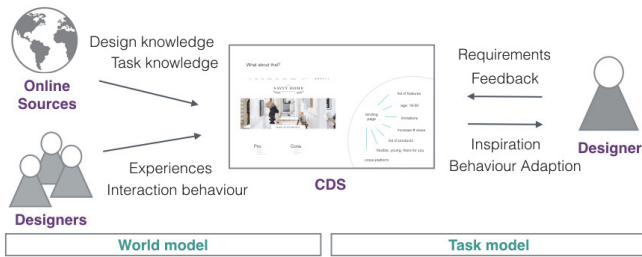 Design knowledge
Task knowledge
Online
Sources
Experiences
Interaction behaviour
Designers
What about that?
SAVVY HOME
Pro
Cons
list of features
age: 18-50
landing
page
limitations
increase # views
list of products
flexible, young, there for you
cross-platform
CDS
Requirements
Feedback
Inspiration
Behaviour Adaption
Designer
World model
Task model